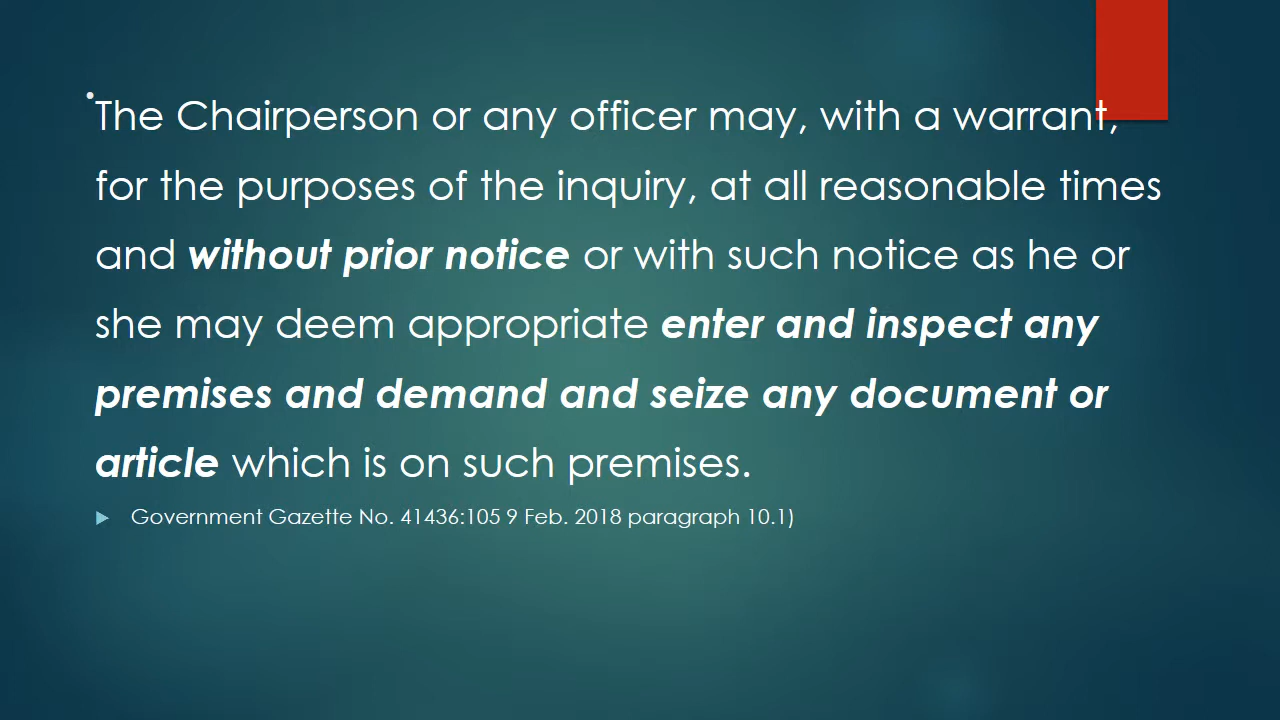 •The Chairperson or any officer may, with a warrant,
for the purposes of the inquiry, at all reasonable times
and without prior notice or with such notice as he or
she may deem appropriate enter and inspect any
premises and demand and seize any document or
article which is on such premises.
Government Gazette No. 41436:105 9 Feb. 2018 paragraph 10.1)